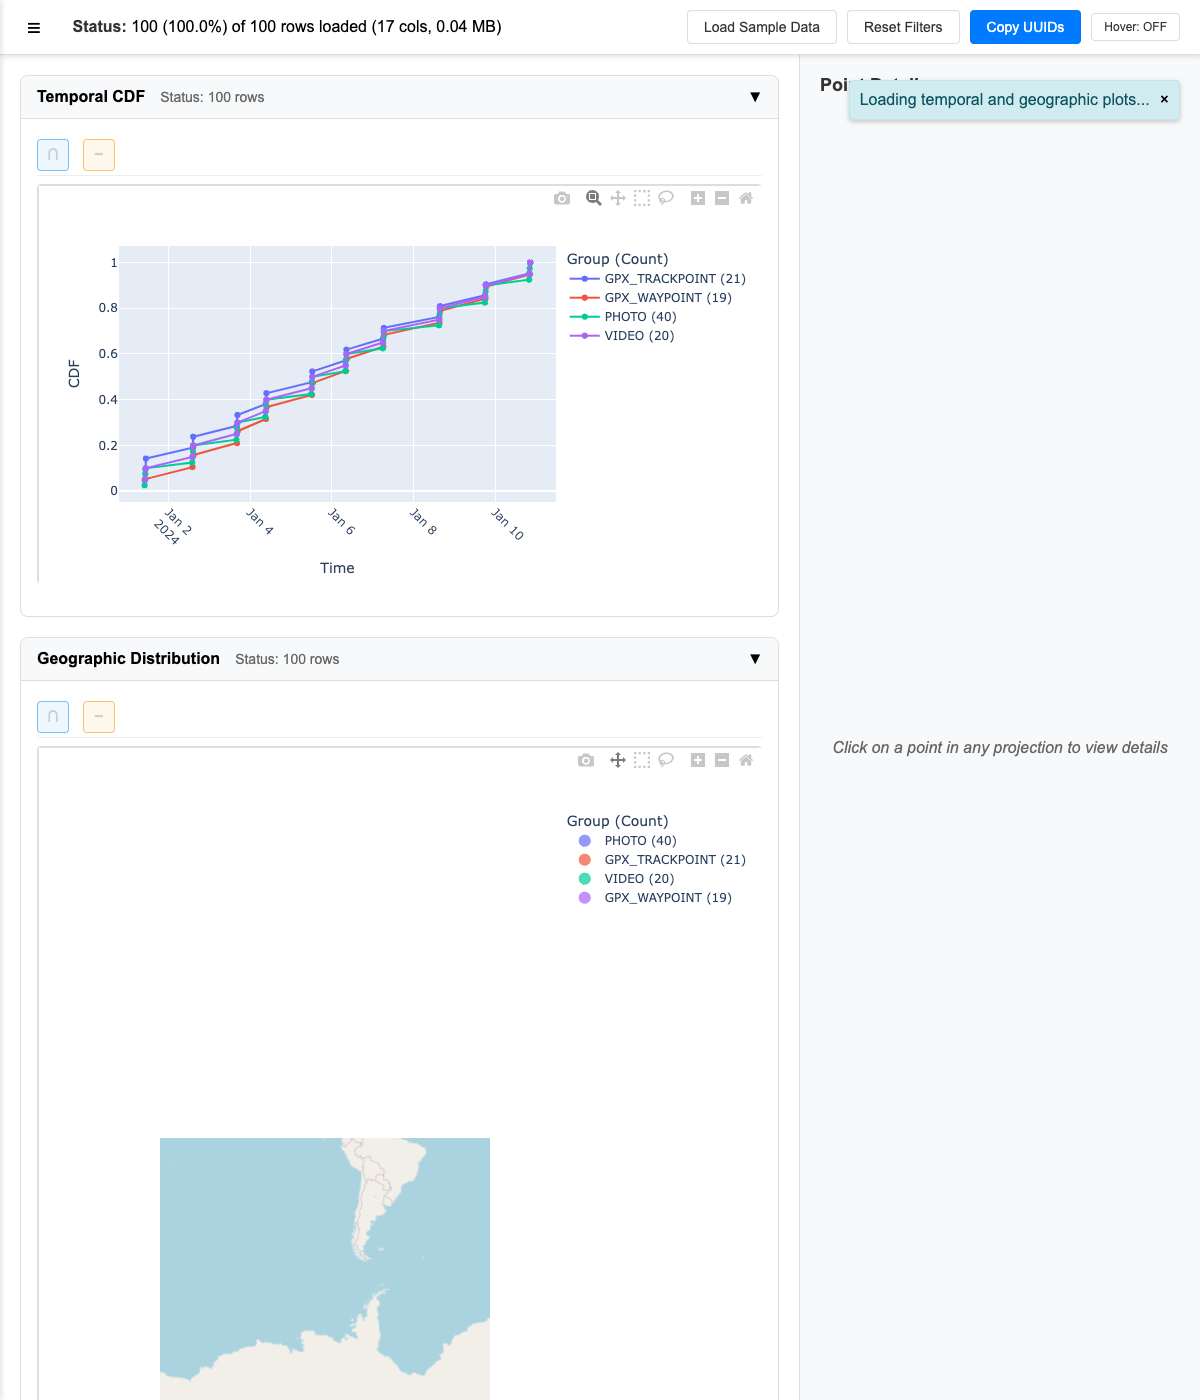 ☰ Status: 100 (100.0%) of 100 rows loaded (17 cols, 0.04 MB) Load Sample Data Reset Filters Copy UUIDs Hover: OFF
Temporal CDF Status: 100 rows ▼
Loading temporal and geographic plots... ×
∩ −
Group (Count)
GPX_TRACKPOINT (21)
GPX_WAYPOINT (19)
PHOTO (40)
VIDEO (20)
CDF
1
0.8
0.6
0.4
0.2
0
Jan 2
2024
Jan 4
Jan 6
Jan 8
Jan 10
Time
Geographic Distribution Status: 100 rows ▼
∩ −
Group (Count)
PHOTO (40)
GPX_TRACKPOINT (21)
VIDEO (20)
GPX_WAYPOINT (19)
Click on a point in any projection to view details